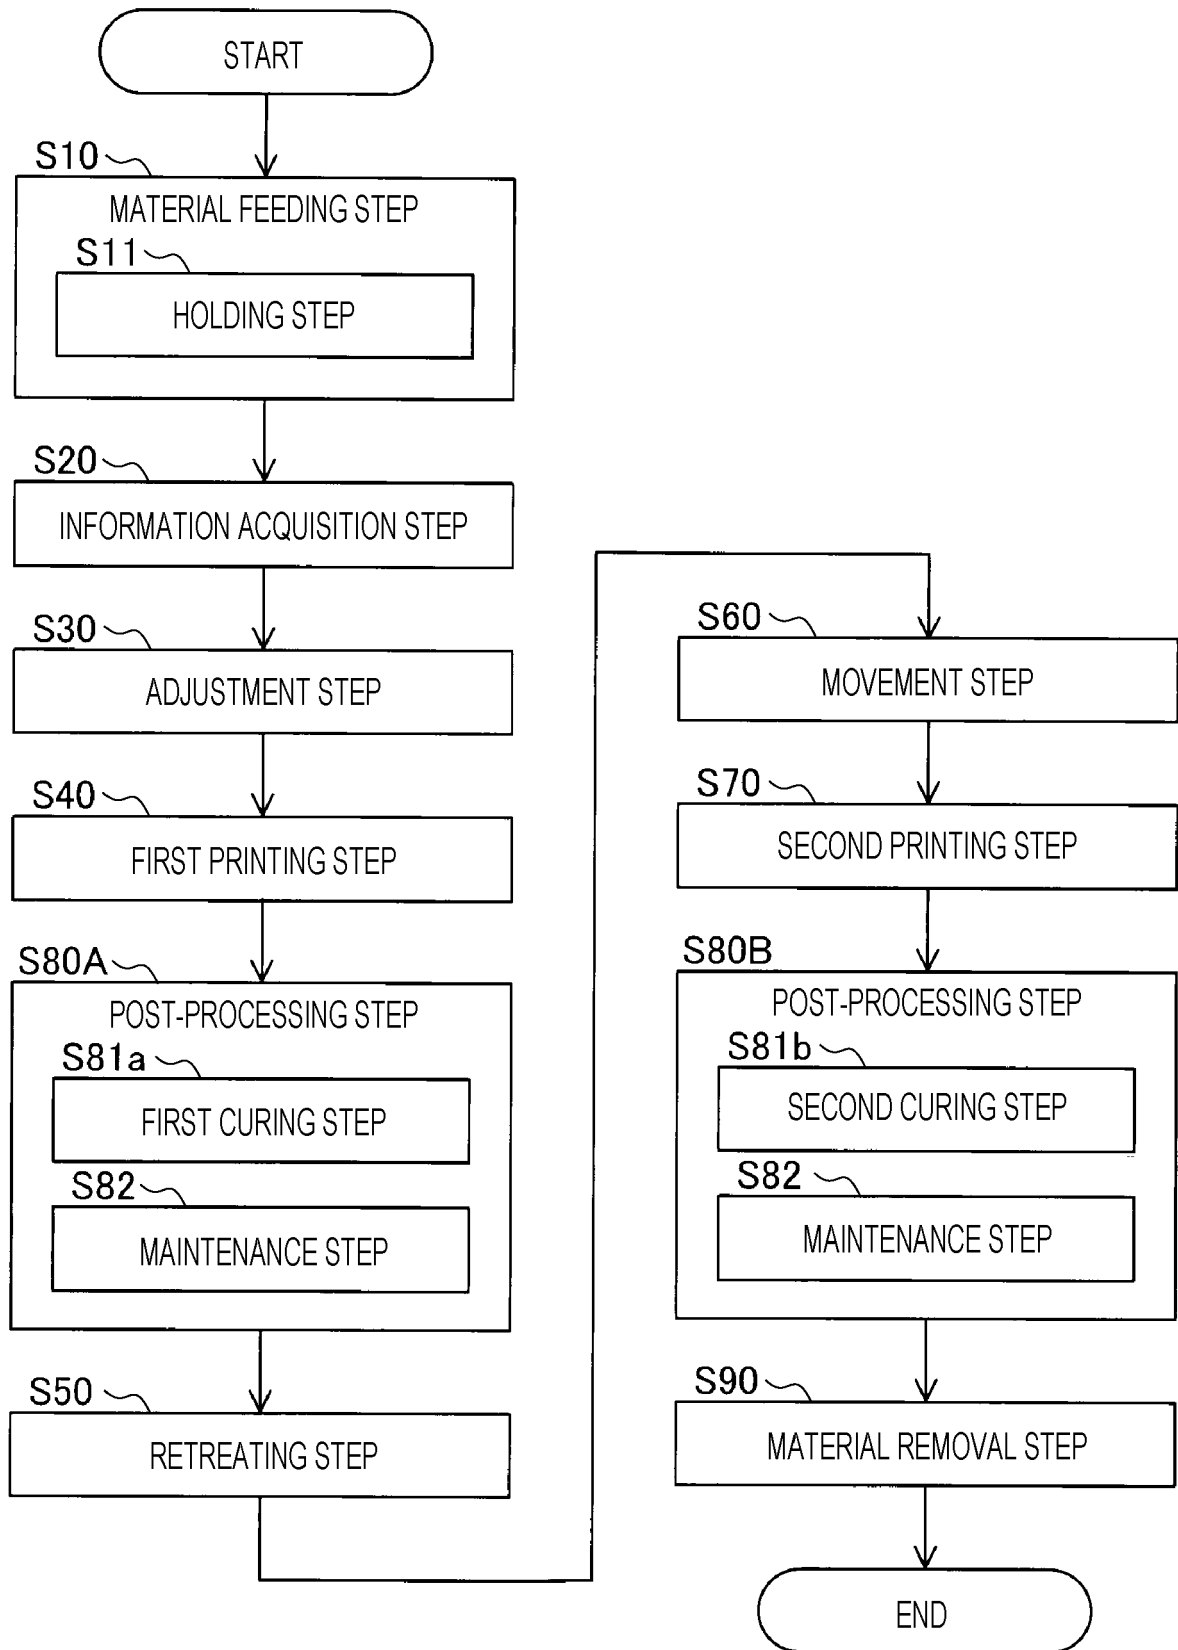 START
S10
MATERIAL FEEDING STEP
S11
HOLDING STEP
S20
INFORMATION ACQUISITION STEP
S30
ADJUSTMENT STEP
S40
FIRST PRINTING STEP
S80A
POST-PROCESSING STEP
S81a
FIRST CURING STEP
S82
MAINTENANCE STEP
S50
RETREATING STEP
S60
MOVEMENT STEP
S70
SECOND PRINTING STEP
S80B
POST-PROCESSING STEP
S81b
SECOND CURING STEP
S82
MAINTENANCE STEP
S90
MATERIAL REMOVAL STEP
END